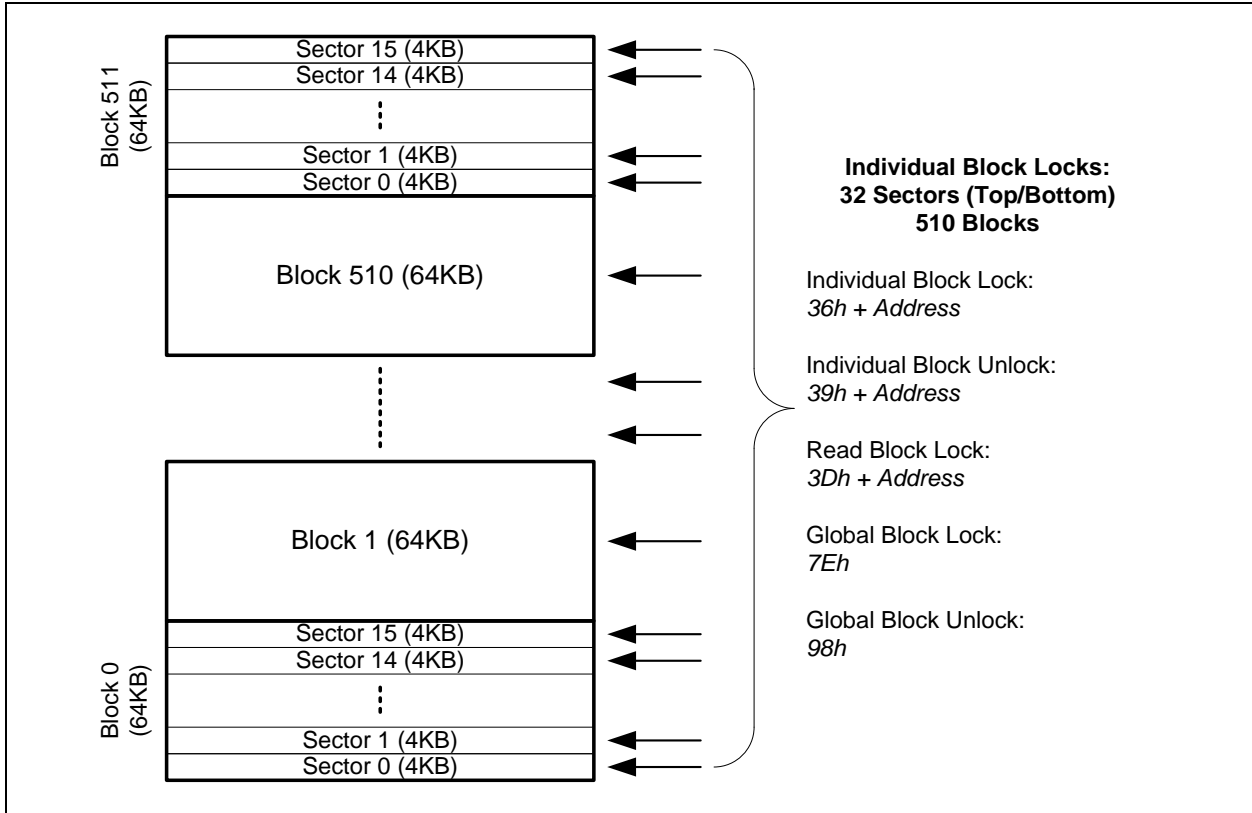 Block 511
(64KB)
Sector 15 (4KB)
Sector 14 (4KB)
Sector 1 (4KB)
Sector 0 (4KB)
Block 510 (64KB)
Block 1 (64KB)
Block 0
(64KB)
Sector 15 (4KB)
Sector 14 (4KB)
Sector 1 (4KB)
Sector 0 (4KB)
Individual Block Locks:
32 Sectors (Top/Bottom)
510 Blocks
Individual Block Lock:
36h + Address
Individual Block Unlock:
39h + Address
Read Block Lock:
3Dh + Address
Global Block Lock:
7Eh
Global Block Unlock:
98h